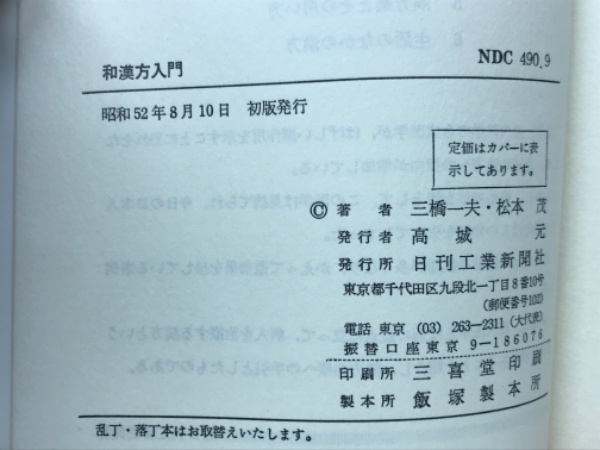 和漢方入門
NDC 490.9
昭和52年8月10日 初版発行
定価はカバーに表
示してあります。
© 著者 三橋一夫・松本 茂
発行者 高城 元
発行所 日刊工業新聞社
東京都千代田区九段北一丁目8番10号
(郵便番号102)
電話 東京 (03) 263-2311 (大代表)
振替口座東京 9-186076
印刷所 三喜堂印刷
製本所 飯塚製本所
乱丁・落丁本はお取替えいたします。